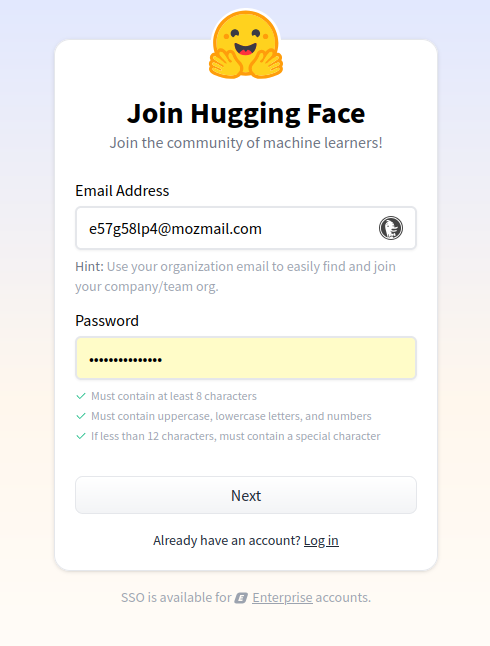 Join Hugging Face
Join the community of machine learners!
Email Address
e57g58lp4@mozmail.com
Hint: Use your organization email to easily find and join
your company/team org.
Password
•••••••••••••••
Must contain at least 8 characters
Must contain uppercase, lowercase letters, and numbers
If less than 12 characters, must contain a special character
Next
Already have an account? Log in
SSO is available for E Enterprise accounts.